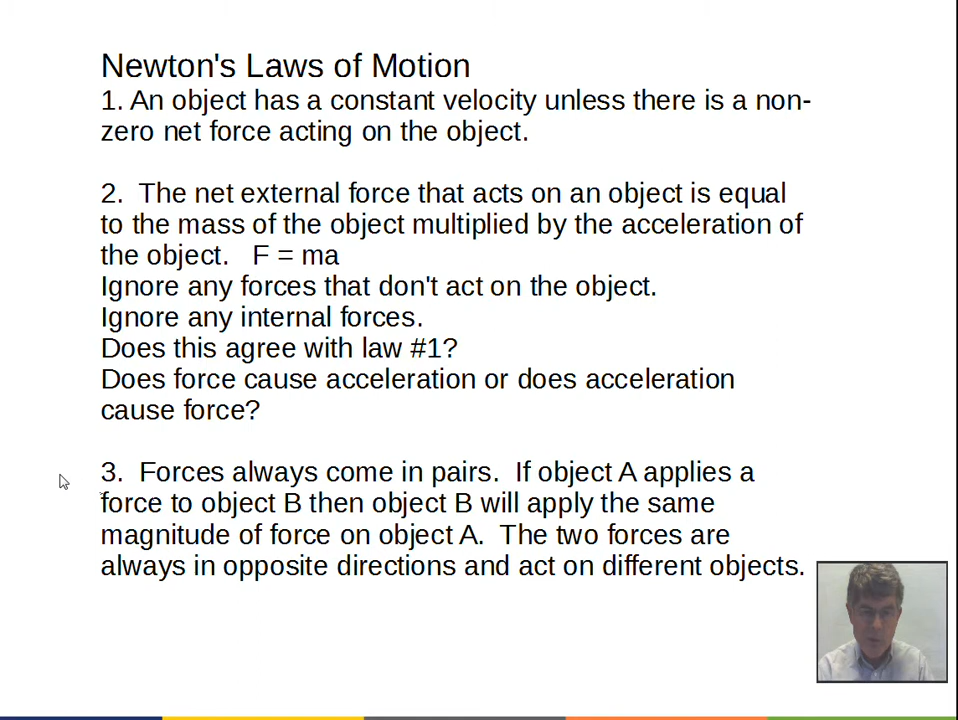 Newton's Laws of Motion
1. An object has a constant velocity unless there is a non-
zero net force acting on the object.
2.  The net external force that acts on an object is equal
to the mass of the object multiplied by the acceleration of
the object.   F = ma
Ignore any forces that don't act on the object.
Ignore any internal forces.
Does this agree with law #1?
Does force cause acceleration or does acceleration
cause force?
3.  Forces always come in pairs.  If object A applies a
force to object B then object B will apply the same
magnitude of force on object A.  The two forces are
always in opposite directions and act on different objects.